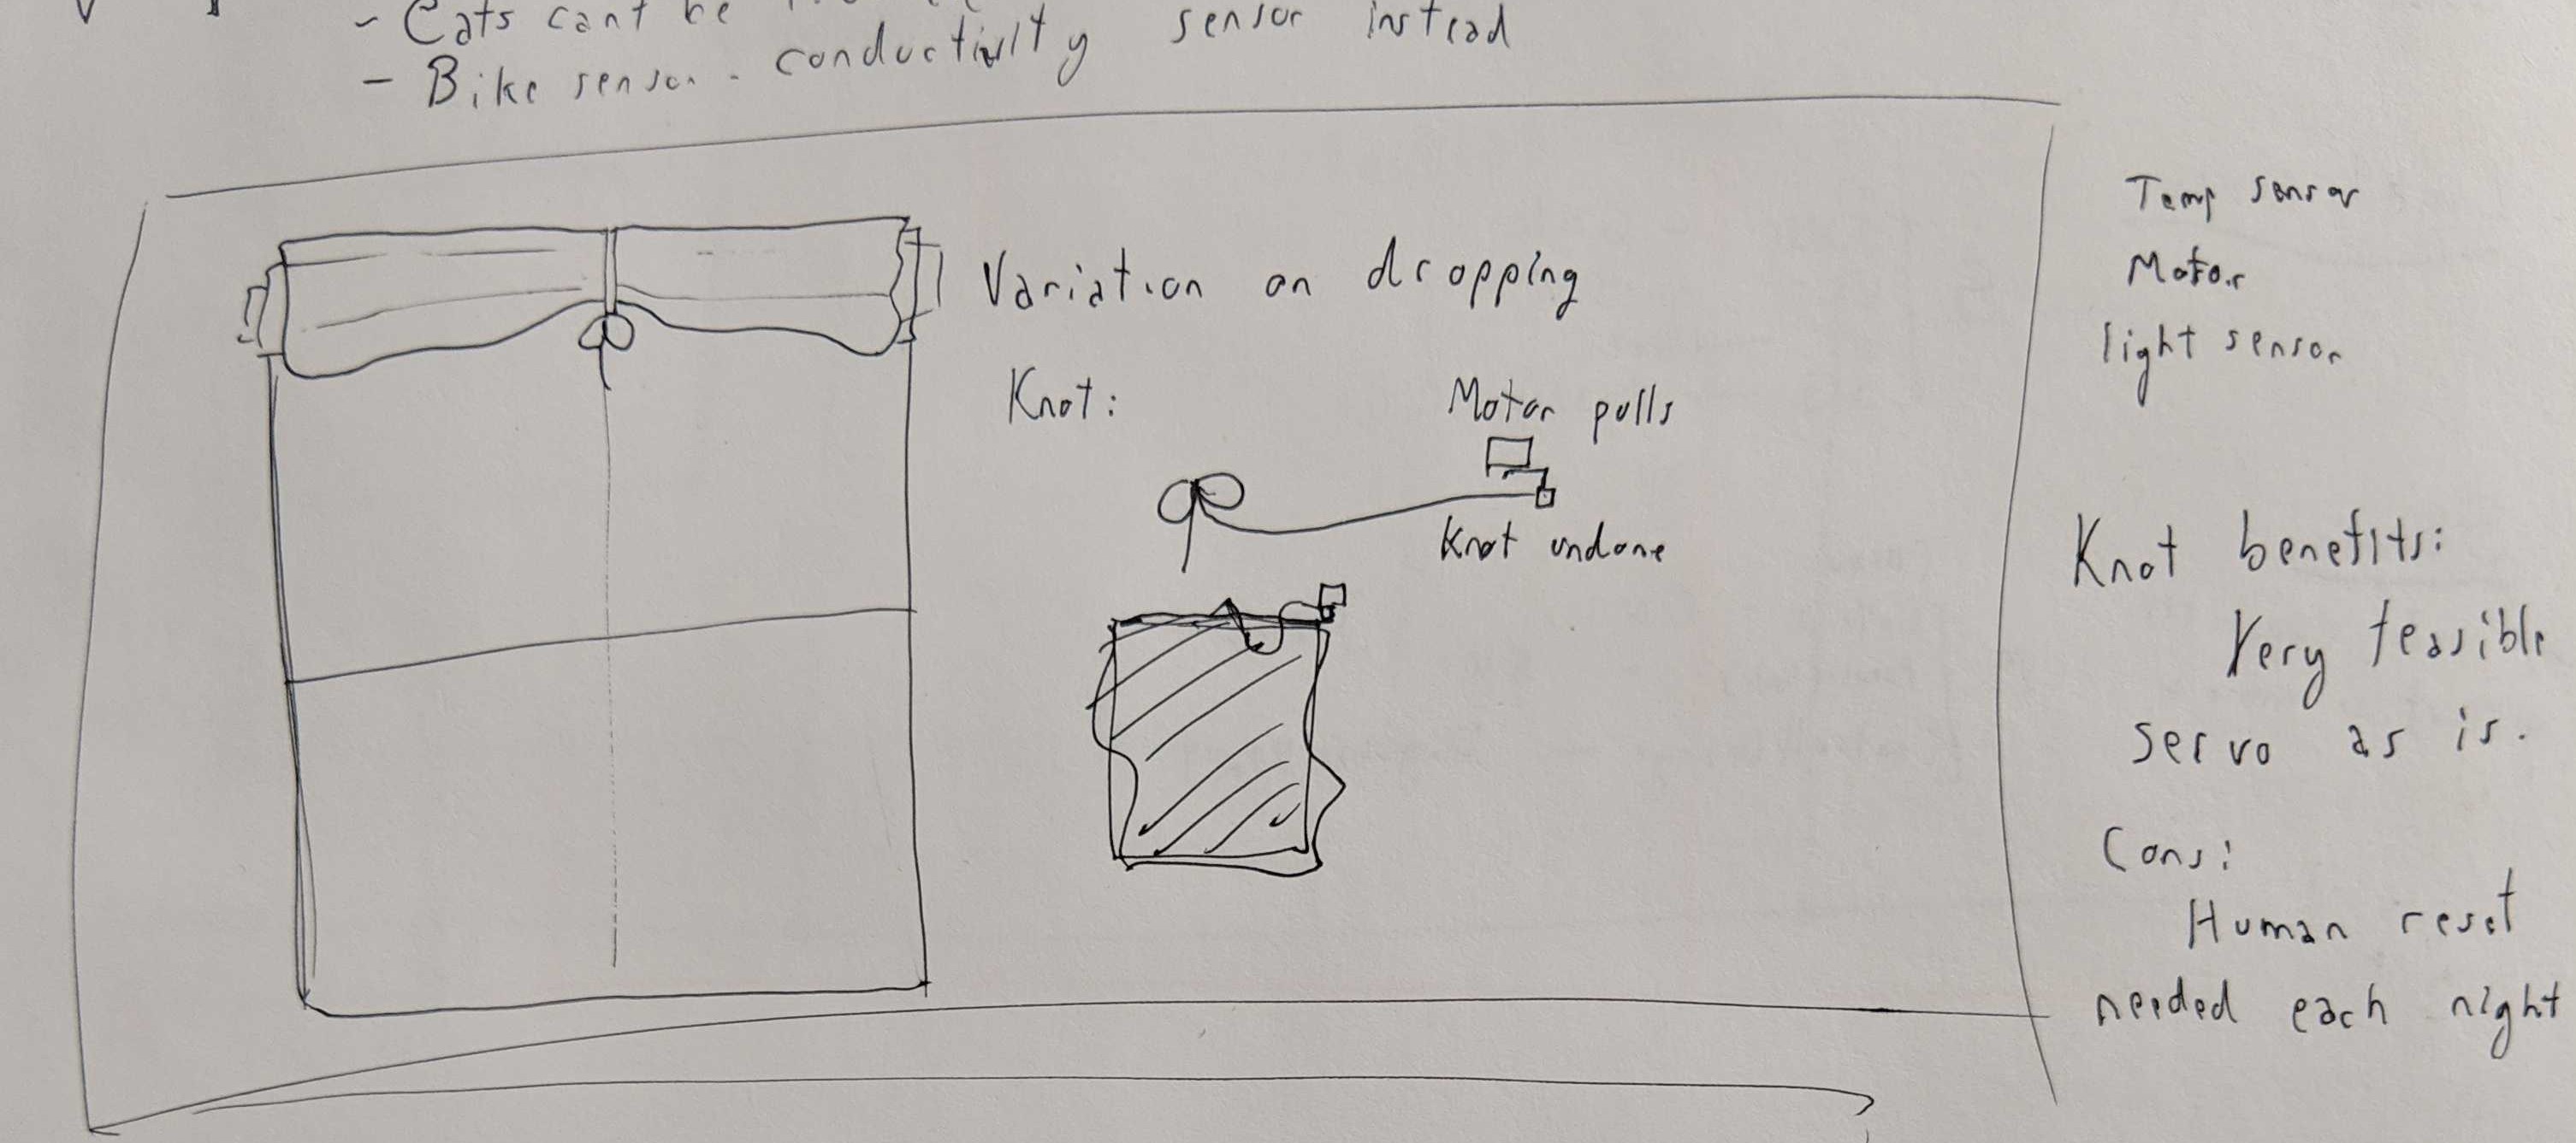 - Cats cant be
- Bike sensor - conductivity sensor instead
Variation on dropping
Knot:
Motor pulls
Knot undone
Temp sensor
Motor
light sensor
Knot benefits:
Very feasible
servo as is.
Cons:
Human reset
needed each night